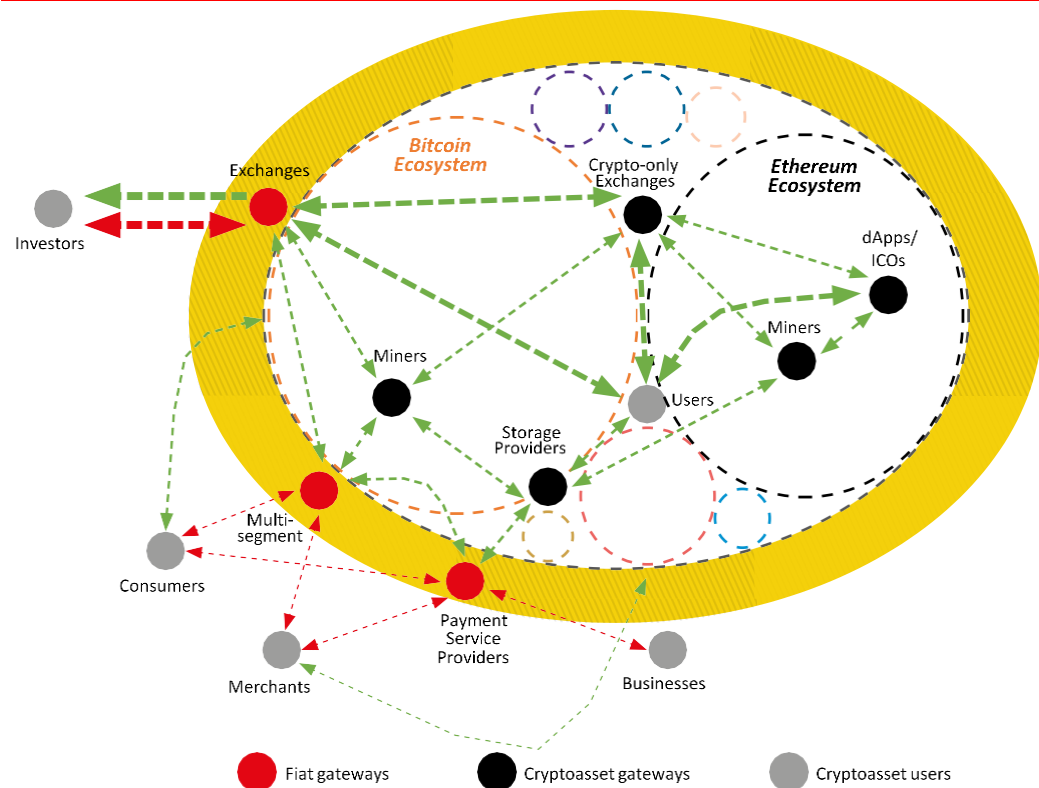 Bitcoin
Ecosystem
Exchanges
Crypto-only
Exchanges
Ethereum
Ecosystem
Investors
dApps/
ICOs
Miners
Miners
Users
Storage
Providers
Multi-
segment
Consumers
Payment
Service
Providers
Merchants
Businesses
Fiat gateways
Cryptoasset gateways
Cryptoasset users